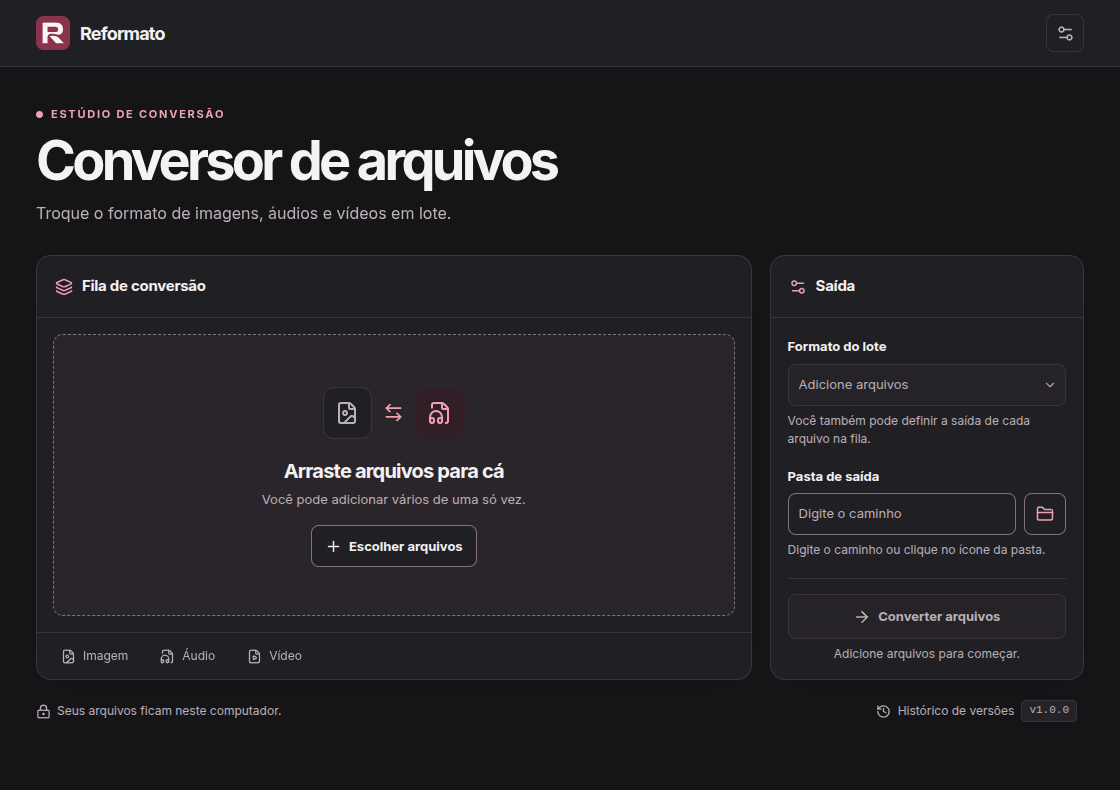 Reformato
ESTÚDIO DE CONVERSÃO
Conversor de arquivos
Troque o formato de imagens, áudios e vídeos em lote.
Fila de conversão
Arraste arquivos para cá
Você pode adicionar vários de uma só vez.
Escolher arquivos
Imagem
Áudio
Vídeo
Saída
Formato do lote
Adicione arquivos
Você também pode definir a saída de cada
arquivo na fila.
Pasta de saída
Digite o caminho
Digite o caminho ou clique no ícone da pasta.
Converter arquivos
Adicione arquivos para começar.
Seus arquivos ficam neste computador.
Histórico de versões v1.0.0